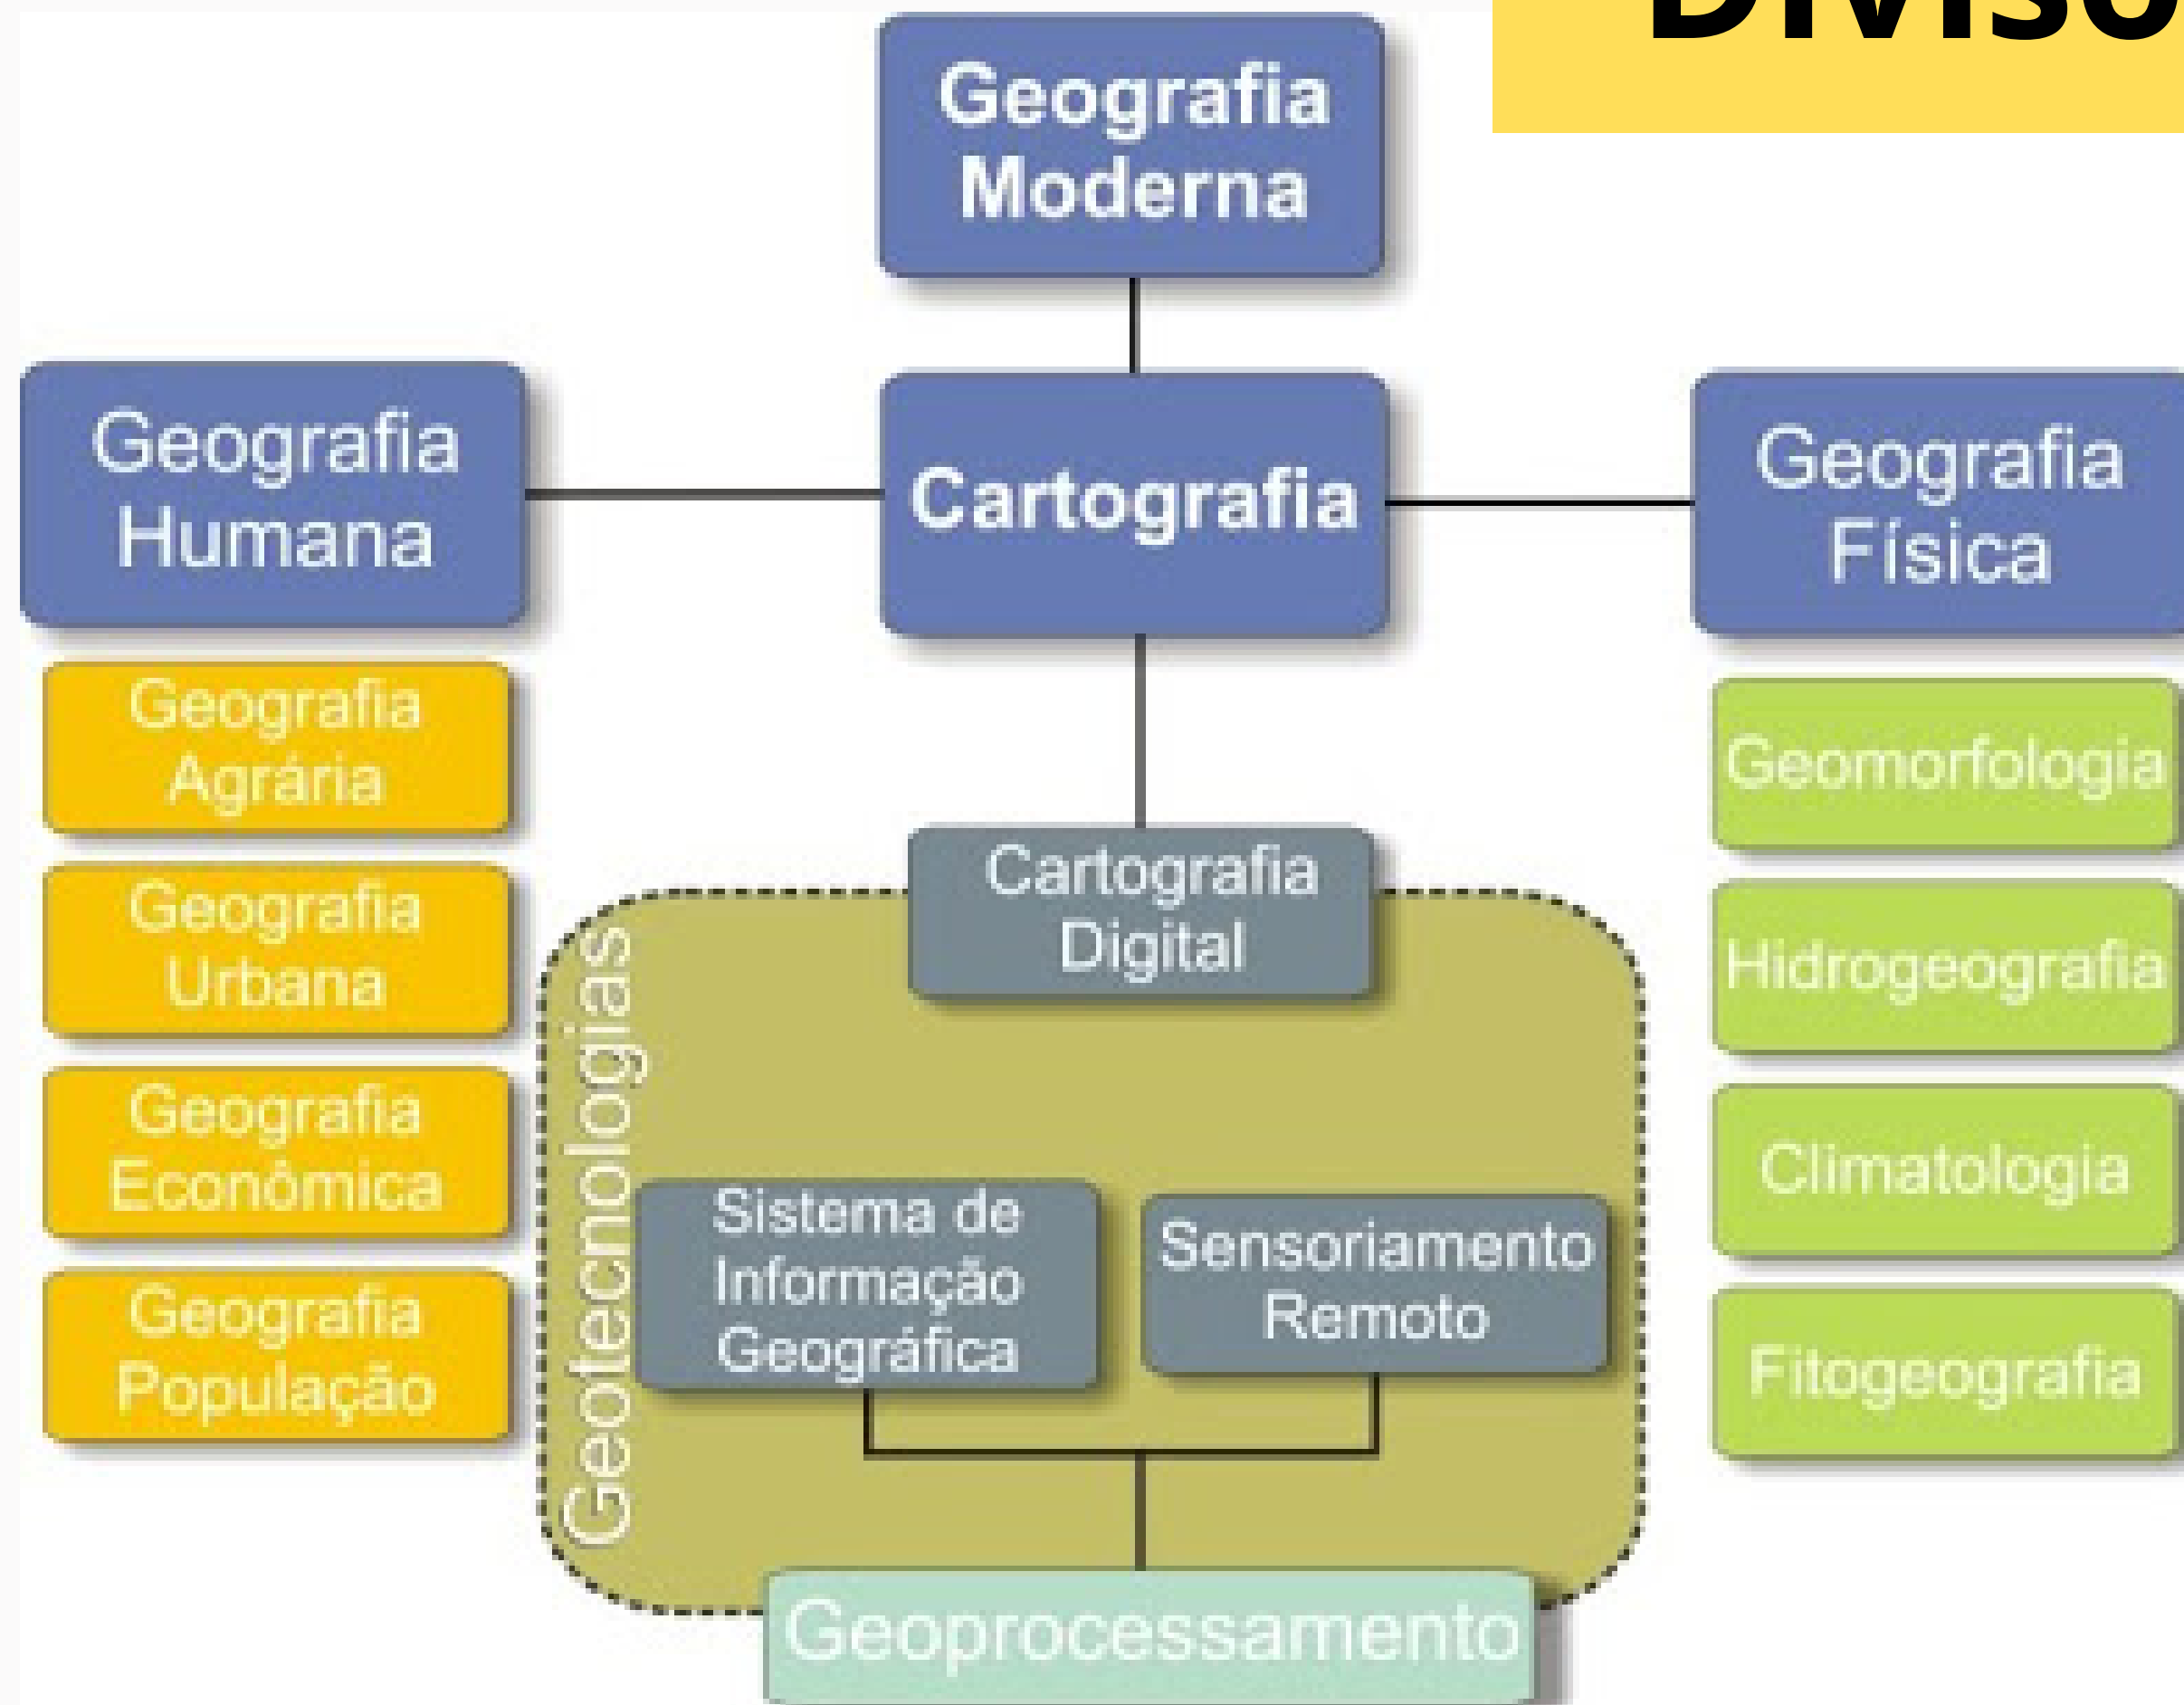 Geografia
Moderna
Geografia
Humana
Cartografia
Geografia
Física
Geografia
Agrária
Geografia
Urbana
Geografia
Econômica
Geografia
População
Geotecnologias
Cartografia
Digital
Sistema de
Informação
Geográfica
Sensoriamento
Remoto
Geoprocessamento
Geomorfologia
Hidrogeografia
Climatologia
Fitogeografia